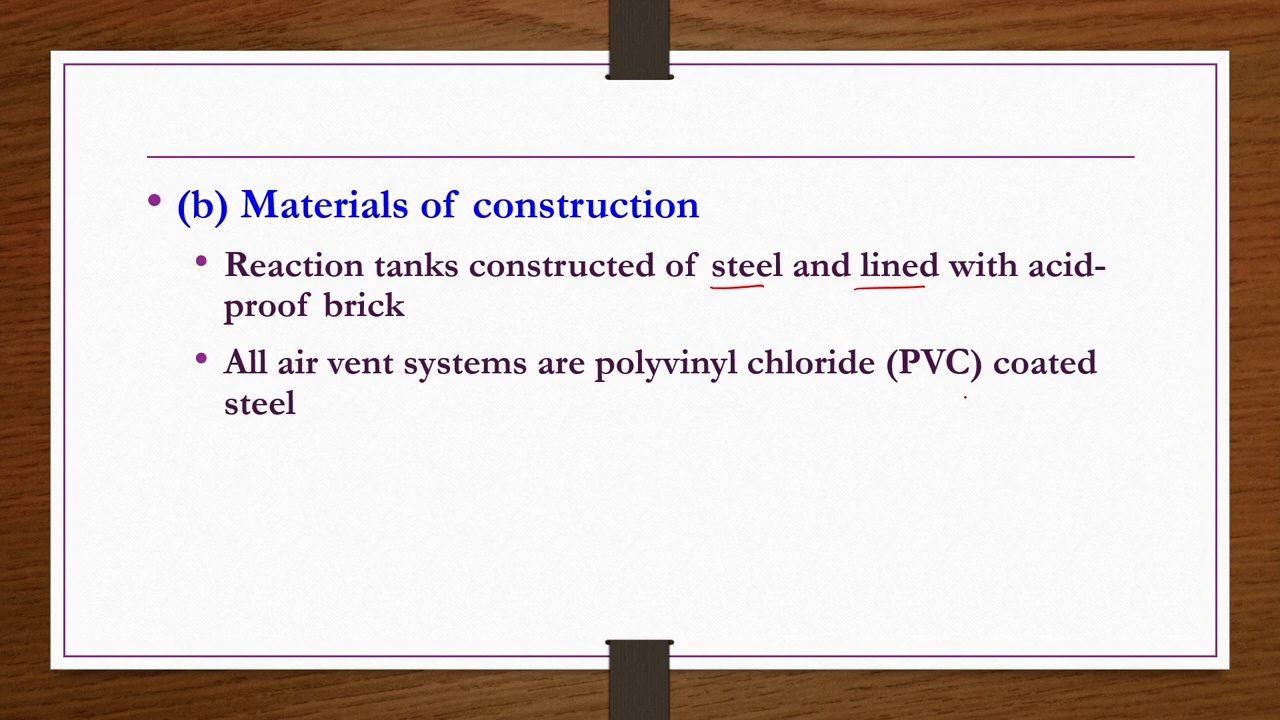 • (b) Materials of construction
• Reaction tanks constructed of steel and lined with acid-
proof brick
• All air vent systems are polyvinyl chloride (PVC) coated
steel